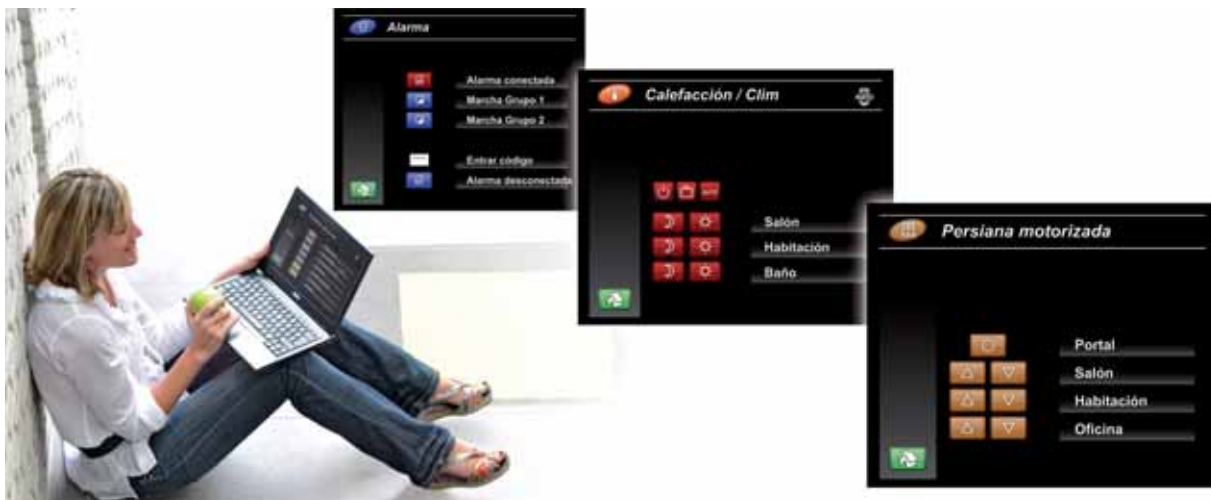 Alarma
Alarma conectada
Marcha Grupo 1
Marcha Grupo 2
Entrar código
Alarma desconectada
Calefacción / Clim
Salón
Habitación
Baño
Persiana motorizada
Portal
Salón
Habitación
Oficina